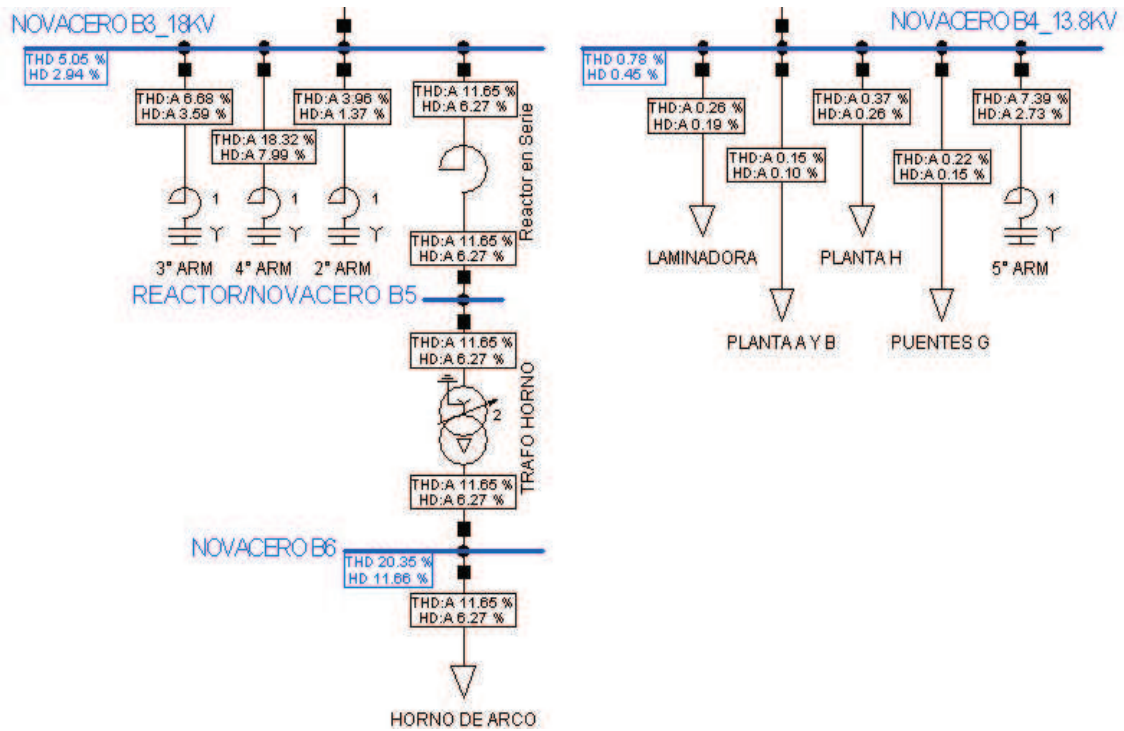 NOVACERO B3_18KV
THD 5.05 %
HD 2.94 %
THD:A 6.68 %
HD:A 3.59 %
THD:A 18.32 %
HD:A 7.99 %
THD:A 3.96 %
HD:A 1.37 %
THD:A 11.65 %
HD:A 6.27 %
Reactor en Serie
1
1
1
3° ARM
4° ARM
2° ARM
THD:A 11.65 %
HD:A 6.27 %
REACTOR/NOVACERO B5
THD:A 11.65 %
HD:A 6.27 %
2
TRAFO HORNO
THD:A 11.65 %
HD:A 6.27 %
NOVACERO B6
THD 20.35 %
HD 11.66 %
THD:A 11.65 %
HD:A 6.27 %
HORNO DE ARCO
NOVACERO B4_13.8KV
THD 0.78 %
HD 0.45 %
THD:A 0.26 %
HD:A 0.19 %
THD:A 0.15 %
HD:A 0.10 %
THD:A 0.37 %
HD:A 0.26 %
THD:A 0.22 %
HD:A 0.15 %
THD:A 7.39 %
HD:A 2.73 %
1
LAMINADORA
PLANTA H
5° ARM
PLANTA A Y B
PUENTES G